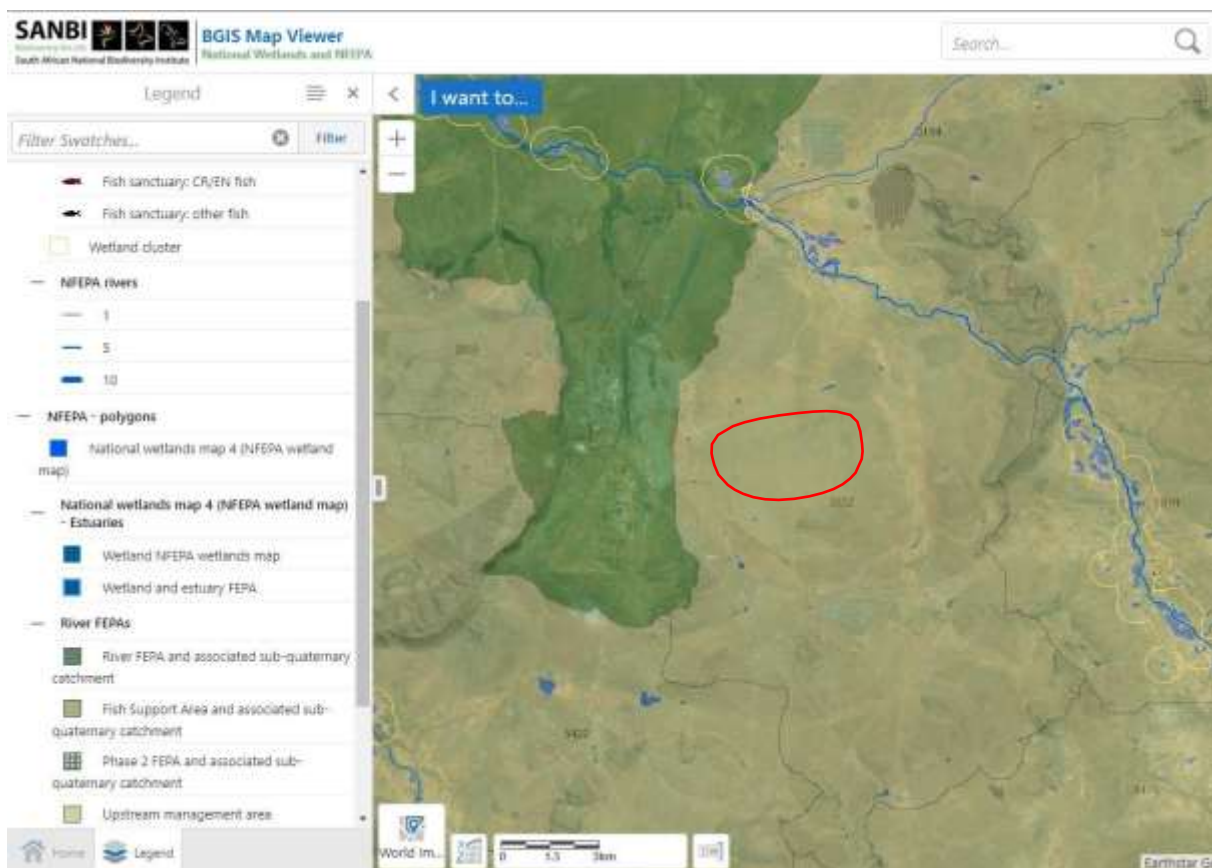 SANBI
South African National Biodiversity Institute
BGIS Map Viewer
National Wetlands and NFEPA
Search...
Legend
I want to...
Filter Swatches...
Filter
Fish sanctuary: CR/EN fish
Fish sanctuary: other fish
Wetland cluster
NFEPA rivers
1
5
10
NFEPA - polygons
National wetlands map 4 (NFEPA wetland
map)
National wetlands map 4 (NFEPA wetland map)
- Estuaries
Wetland NFEPA wetlands map
Wetland and estuary FEPA
River FEPAs
River FEPA and associated sub-quaternary
catchment
Fish Support Area and associated sub-
quaternary catchment
Phase 2 FEPA and associated sub-
quaternary catchment
Upstream management area
Home
Legend
World Im...
0 1.5 3km
Earthstar G